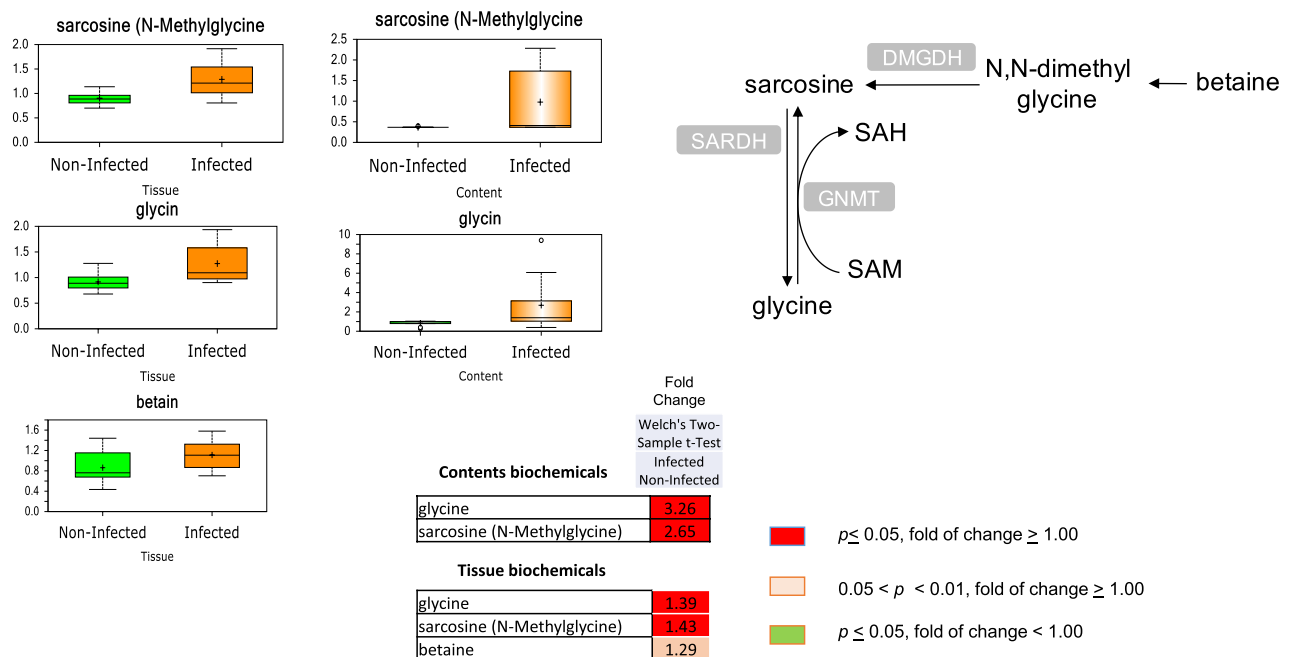 sarcosine (N-Methylglycine
2.0
1.5
1.0
0.5
0.0
Non-Infected Infected
Tissue
sarcosine (N-Methylglycine
2.5
2.0
1.5
1.0
0.5
0.0
Non-Infected Infected
Content
glycin
2.0
1.5
1.0
0.5
0.0
Non-Infected Infected
Tissue
glycin
10
8
6
4
2
0
Non-Infected Infected
Content
betain
1.6
1.2
0.8
0.4
0.0
Non-Infected Infected
Tissue
DMGDH
sarcosine
N,N-dimethyl
glycine
betaine
SAH
SARDH
GNMT
SAM
glycine
Fold
Change
Welch's Two-
Sample t-Test
Infected
Non-Infected
Contents biochemicals
glycine 3.26
sarcosine (N-Methylglycine) 2.65
Tissue biochemicals
glycine 1.39
sarcosine (N-Methylglycine) 1.43
betaine 1.29
p≤ 0.05, fold of change ≥ 1.00
0.05 < p < 0.01, fold of change ≥ 1.00
p ≤ 0.05, fold of change < 1.00